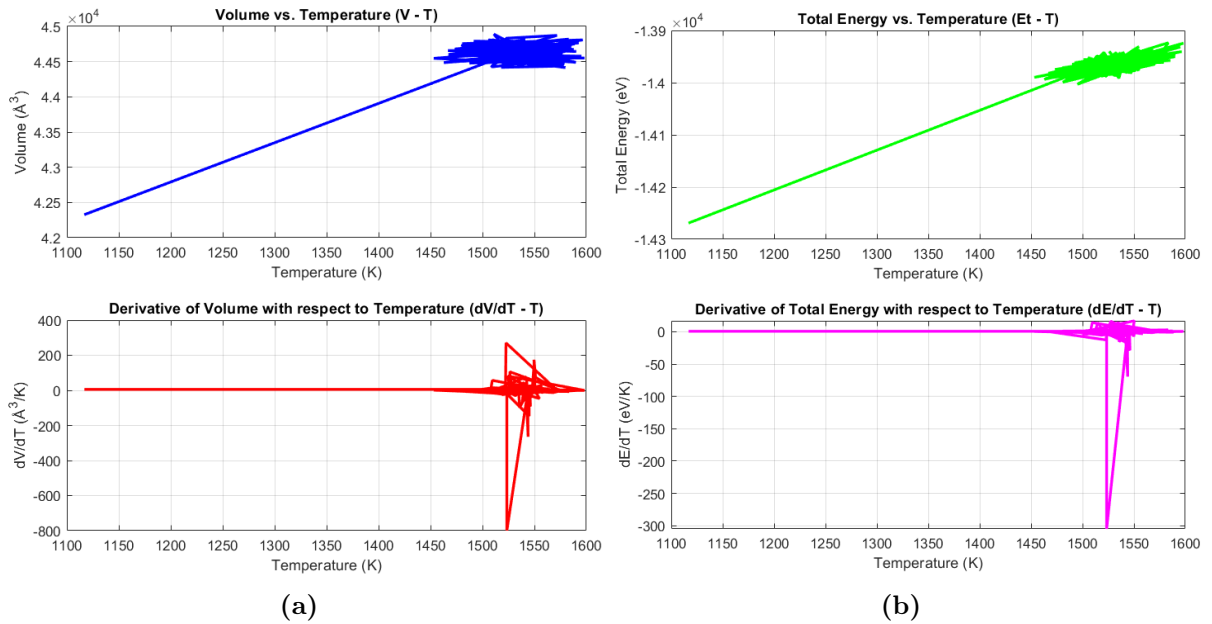 Volume vs. Temperature (V - T)
×10⁴
4.5
4.45
4.4
4.35
4.3
4.25
4.2
Volume (Å³)
1100 1150 1200 1250 1300 1350 1400 1450 1500 1550 1600
Temperature (K)
Total Energy vs. Temperature (Et - T)
×10⁴
-1.39
-1.4
-1.41
-1.42
-1.43
Total Energy (eV)
1100 1150 1200 1250 1300 1350 1400 1450 1500 1550 1600
Temperature (K)
Derivative of Volume with respect to Temperature (dV/dT - T)
400
200
0
-200
-400
-600
-800
dV/dT (Å³/K)
1100 1150 1200 1250 1300 1350 1400 1450 1500 1550 1600
Temperature (K)
(a)
Derivative of Total Energy with respect to Temperature (dE/dT - T)
0
-50
-100
-150
-200
-250
-300
dE/dT (eV/K)
1100 1150 1200 1250 1300 1350 1400 1450 1500 1550 1600
Temperature (K)
(b)